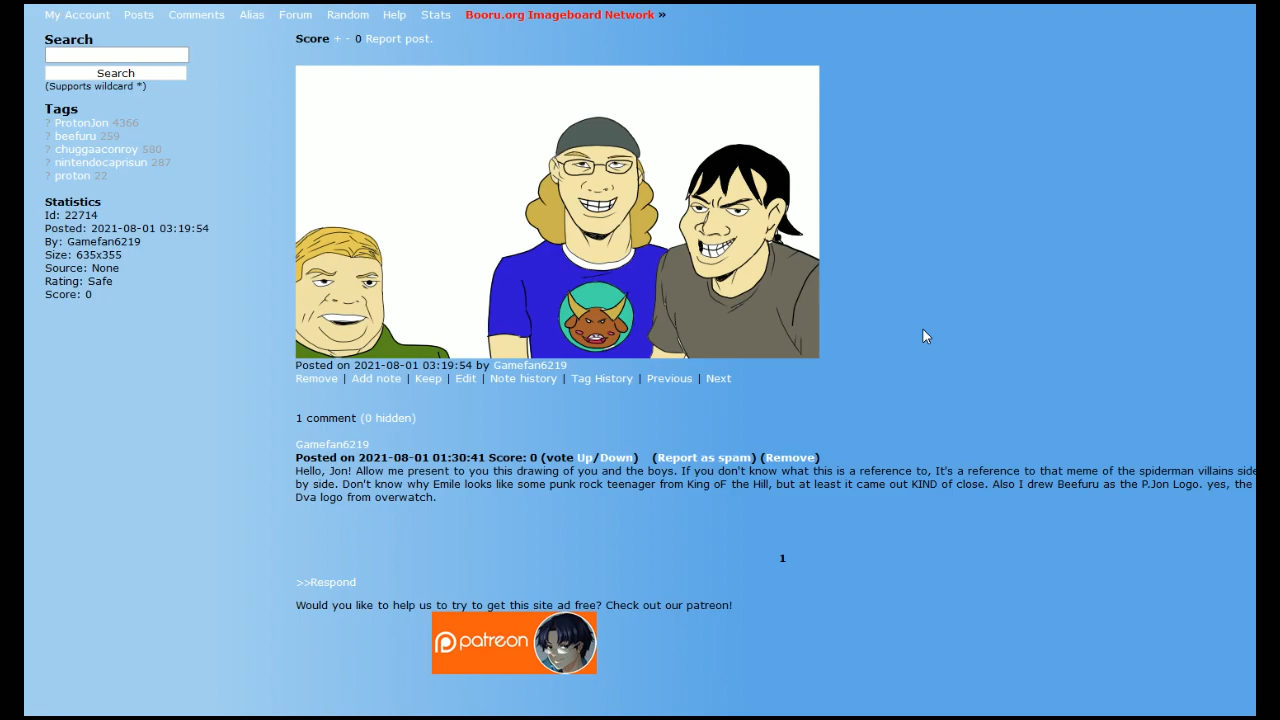 My Account Posts Comments Alias Forum Random Help Stats Booru.org Imageboard Network »
Search
Search
(Supports wildcard *)
Tags
? ProtonJon 4366
? beefuru 259
? chuggaaconroy 580
? nintendocaprisun 287
? proton 22
Statistics
Id: 22714
Posted: 2021-08-01 03:19:54
By: Gamefan6219
Size: 635x355
Source: None
Rating: Safe
Score: 0
Score + - 0 Report post.
Posted on 2021-08-01 03:19:54 by Gamefan6219
Remove | Add note | Keep | Edit | Note history | Tag History | Previous | Next
1 comment (0 hidden)
Gamefan6219
Posted on 2021-08-01 01:30:41 Score: 0 (vote Up/Down) (Report as spam) (Remove)
Hello, Jon! Allow me present to you this drawing of you and the boys. If you don't know what this is a reference to, It's a reference to that meme of the spiderman villains side
by side. Don't know why Emile looks like some punk rock teenager from King oF the Hill, but at least it came out KIND of close. Also I drew Beefuru as the P.Jon Logo. yes, the
Dva logo from overwatch.
1
>>Respond
Would you like to help us to try to get this site ad free? Check out our patreon!
patreon